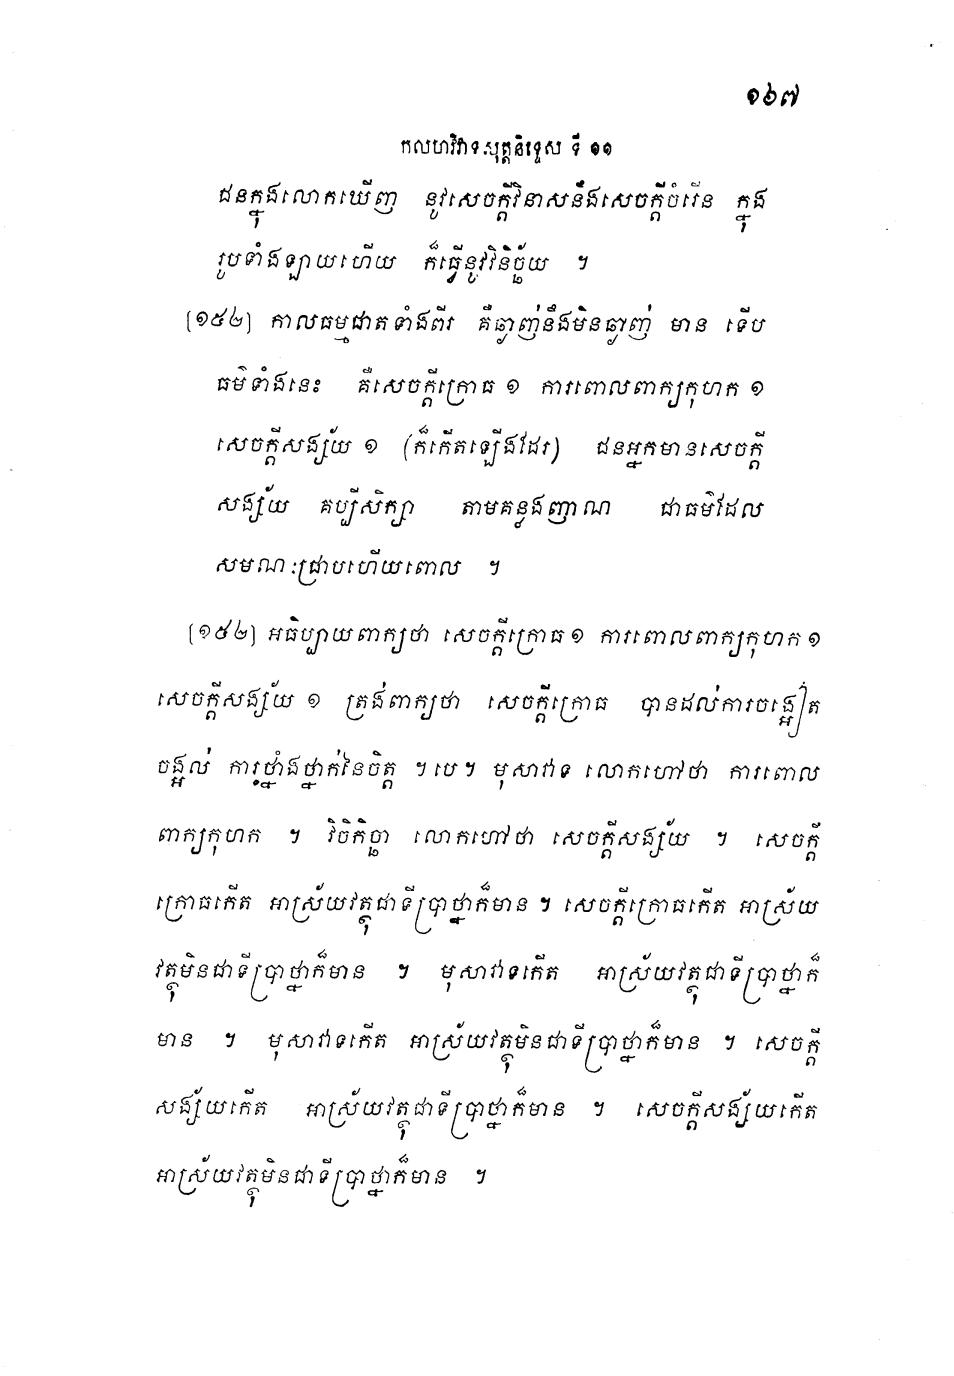 ១៦៧
កលហវិវាទសុត្តនិទ្ទេស ទី ១១
ជនក្នុងលោកឃើញ នូវសេចក្តីវិនាសនឹងសេចក្តីចំរើន ក្នុង
រូបទាំងឡាយហើយ ក៏ធ្វើនូវវិនិច្ឆ័យ ។
[១៥២] កាលធម្មជាតទាំងពីរ គឺឆ្ងាញ់នឹងមិនឆ្ងាញ់ មាន ទើប
ធម៌ទាំងនេះ គឺសេចក្តីក្រោធ ១ ការពោលពាក្យកុហក ១
សេចក្តីសង្ស័យ ១ (ក៏កើតឡើងដែរ) ជនអ្នកមានសេចក្តី
សង្ស័យ គប្បីសិក្សា តាមគន្លងញាណ ជាធម៌ដែល
សមណៈជ្រាបហើយពោល ។
[១៥២] អធិប្បាយពាក្យថា សេចក្តីក្រោធ ១ ការពោលពាក្យកុហក ១
សេចក្តីសង្ស័យ ១ ត្រង់ពាក្យថា សេចក្តីក្រោធ បានដល់ការចង្អៀត
ចង្អល់ ការថ្នាំងថ្នាក់នៃចិត្ត ។ បេ ។ មុសាវាទ លោកហៅថា ការពោល
ពាក្យកុហក ។ វិចិកិច្ឆា លោកហៅថា សេចក្តីសង្ស័យ ។ សេចក្តី
ក្រោធកើត អាស្រ័យវត្ថុជាទីប្រាថ្នាក៏មាន ។ សេចក្តីក្រោធកើត អាស្រ័យ
វត្ថុមិនជាទីប្រាថ្នាក៏មាន ។ មុសាវាទកើត អាស្រ័យវត្ថុជាទីប្រាថ្នាក៏
មាន ។ មុសាវាទកើត អាស្រ័យវត្ថុមិនជាទីប្រាថ្នាក៏មាន ។ សេចក្តី
សង្ស័យកើត អាស្រ័យវត្ថុជាទីប្រាថ្នាក៏មាន ។ សេចក្តីសង្ស័យកើត
អាស្រ័យវត្ថុមិនជាទីប្រាថ្នាក៏មាន ។